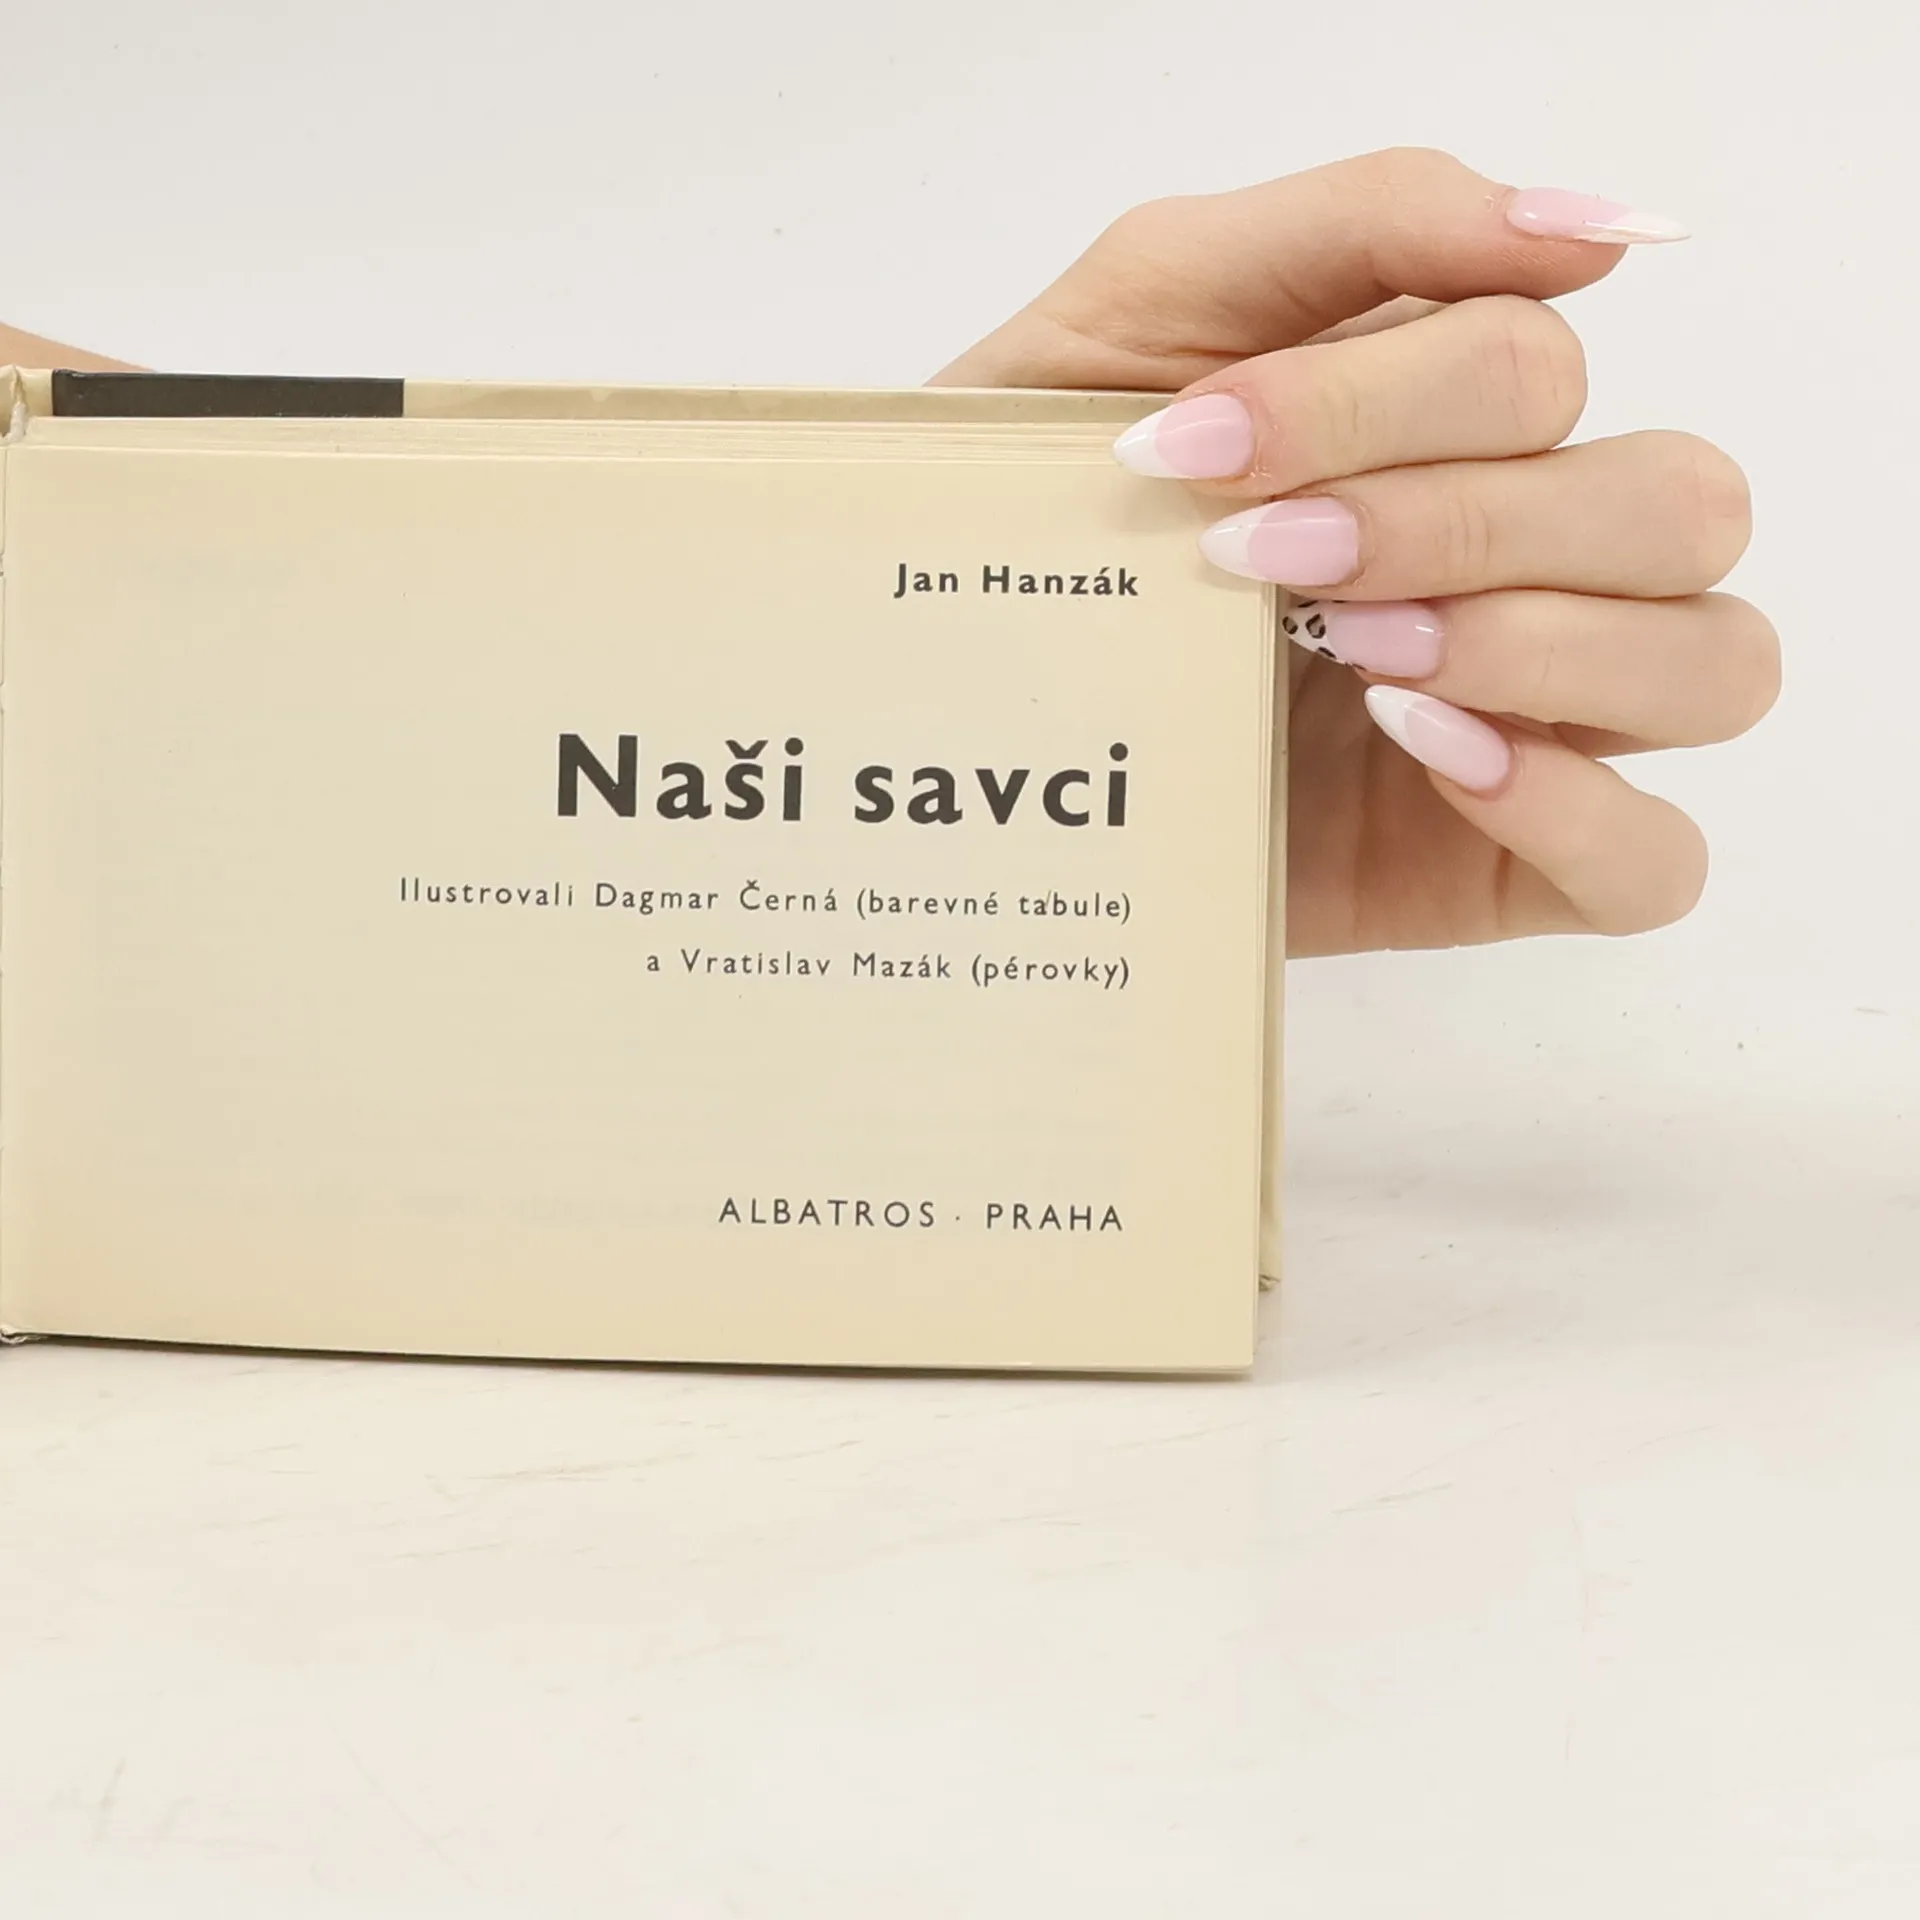 Jan Hanzák
Naši savci
Ilustrovali Dagmar Černá (barevné tabule)
a Vratislav Mazák (pérovky)
ALBATROS · PRAHA